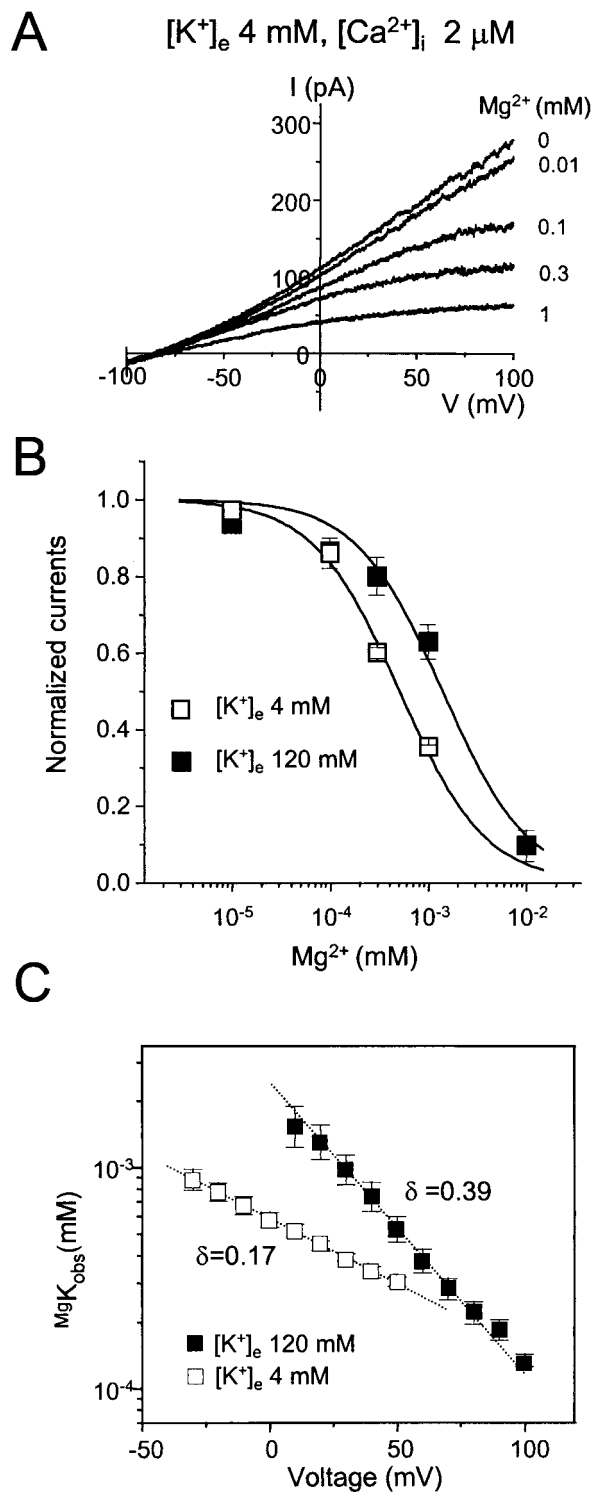 A
[K⁺]ₑ 4 mM, [Ca²⁺]ᵢ 2 μM
I (pA)
Mg²⁺ (mM)
300
0
0.01
200
0.1
100
0.3
1
0
-100
-50
0
50
100
V (mV)
B
1.0
0.8
0.6
0.4
0.2
0.0
Normalized currents
[K⁺]ₑ 4 mM
[K⁺]ₑ 120 mM
10⁻⁵
10⁻⁴
10⁻³
10⁻²
Mg²⁺ (mM)
C
10⁻³
10⁻⁴
ᴹᵍK_obs(mM)
δ =0.39
δ=0.17
[K⁺]ₑ 120 mM
[K⁺]ₑ 4 mM
-50
0
50
100
Voltage (mV)